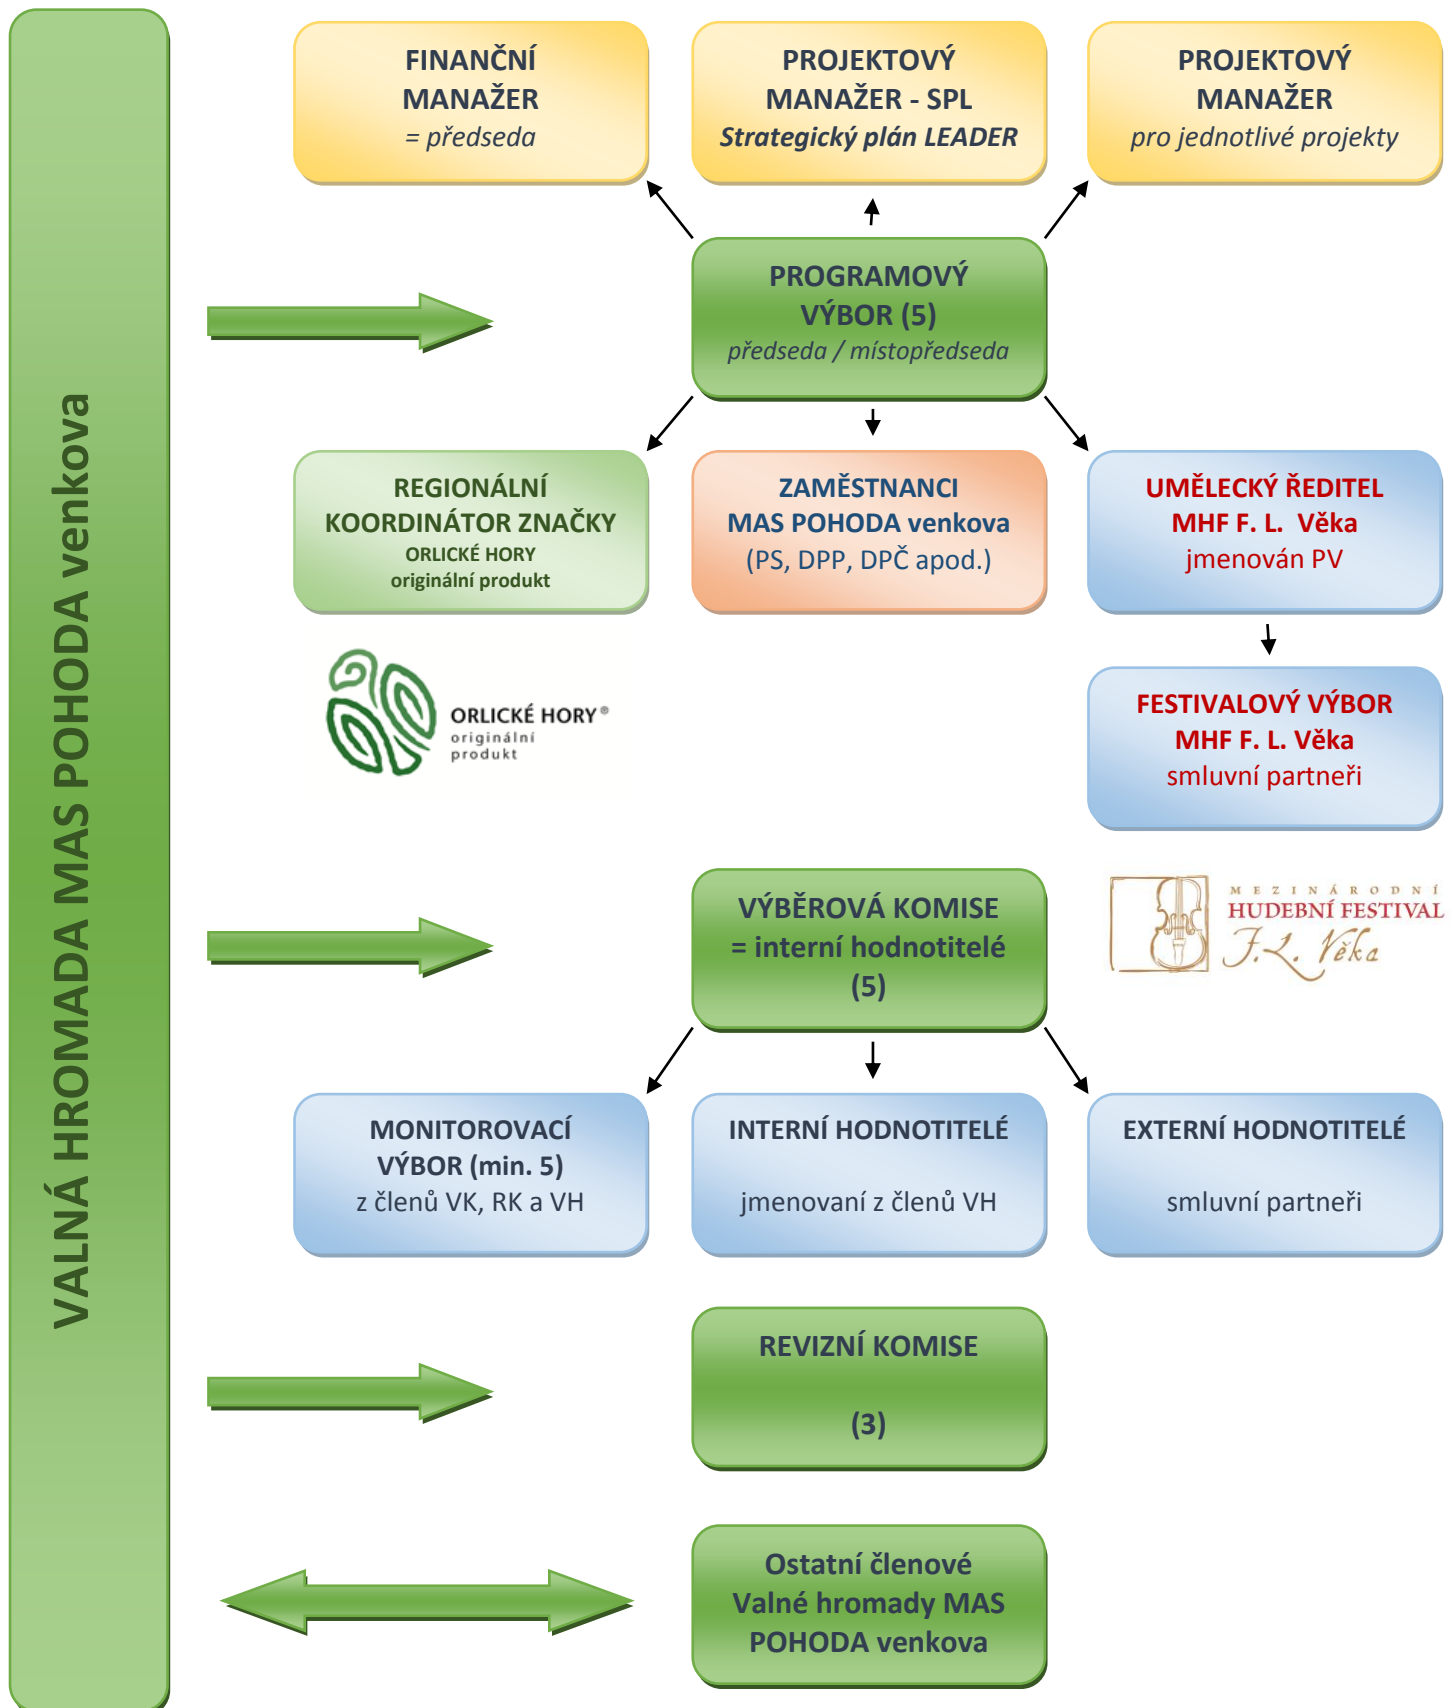 VALNÁ HROMADA MAS POHODA venkova
FINANČNÍ
MANAŽER
= předseda
PROJEKTOVÝ
MANAŽER - SPL
Strategický plán LEADER
PROJEKTOVÝ
MANAŽER
pro jednotlivé projekty
PROGRAMOVÝ
VÝBOR (5)
předseda / místopředseda
REGIONÁLNÍ
KOORDINÁTOR ZNAČKY
ORLICKÉ HORY
originální produkt
ZAMĚSTNANCI
MAS POHODA venkova
(PS, DPP, DPČ apod.)
UMĚLECKÝ ŘEDITEL
MHF F. L.  Věka
jmenován PV
ORLICKÉ HORY®
originální
produkt
FESTIVALOVÝ VÝBOR
MHF F. L. Věka
smluvní partneři
VÝBĚROVÁ KOMISE
= interní hodnotitelé
(5)
MEZINÁRODNÍ
HUDEBNÍ FESTIVAL
F. L. Věka
MONITOROVACÍ
VÝBOR (min. 5)
z členů VK, RK a VH
INTERNÍ HODNOTITELÉ
jmenovaní z členů VH
EXTERNÍ HODNOTITELÉ
smluvní partneři
REVIZNÍ KOMISE
(3)
Ostatní členové
Valné hromady MAS
POHODA venkova